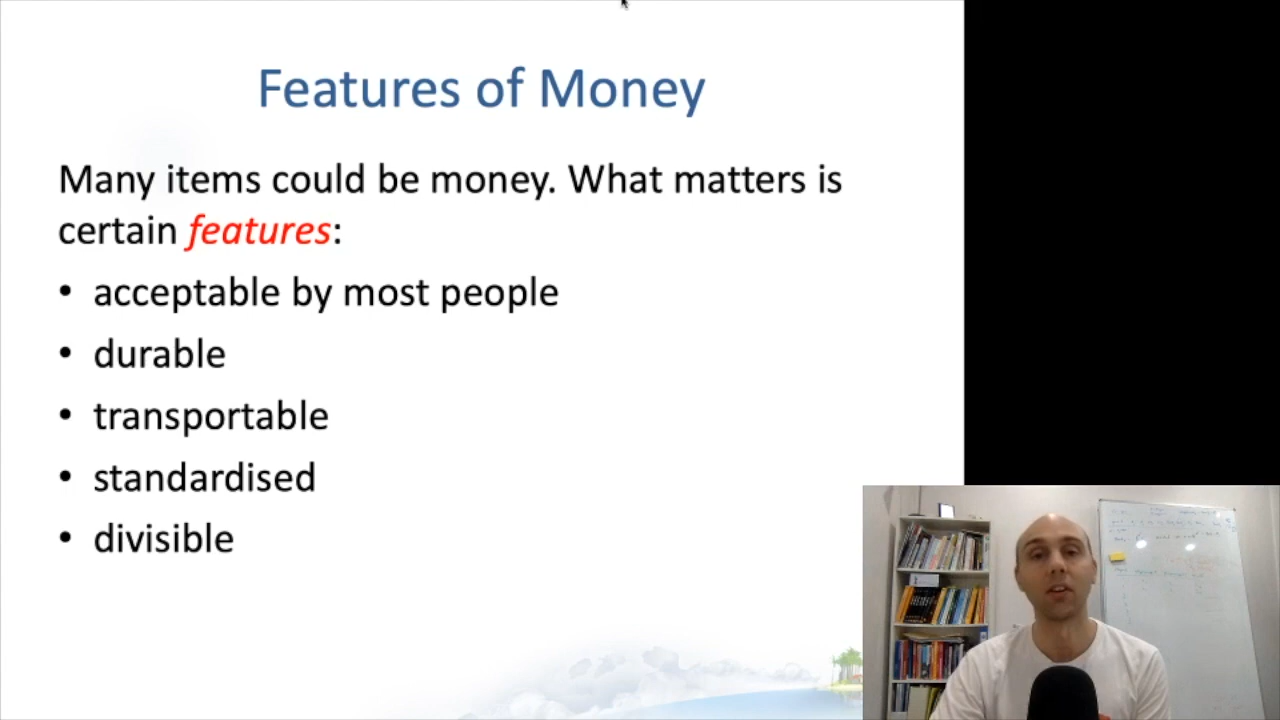 Features of Money
Many items could be money. What matters is
certain features:
• acceptable by most people
• durable
• transportable
• standardised
• divisible